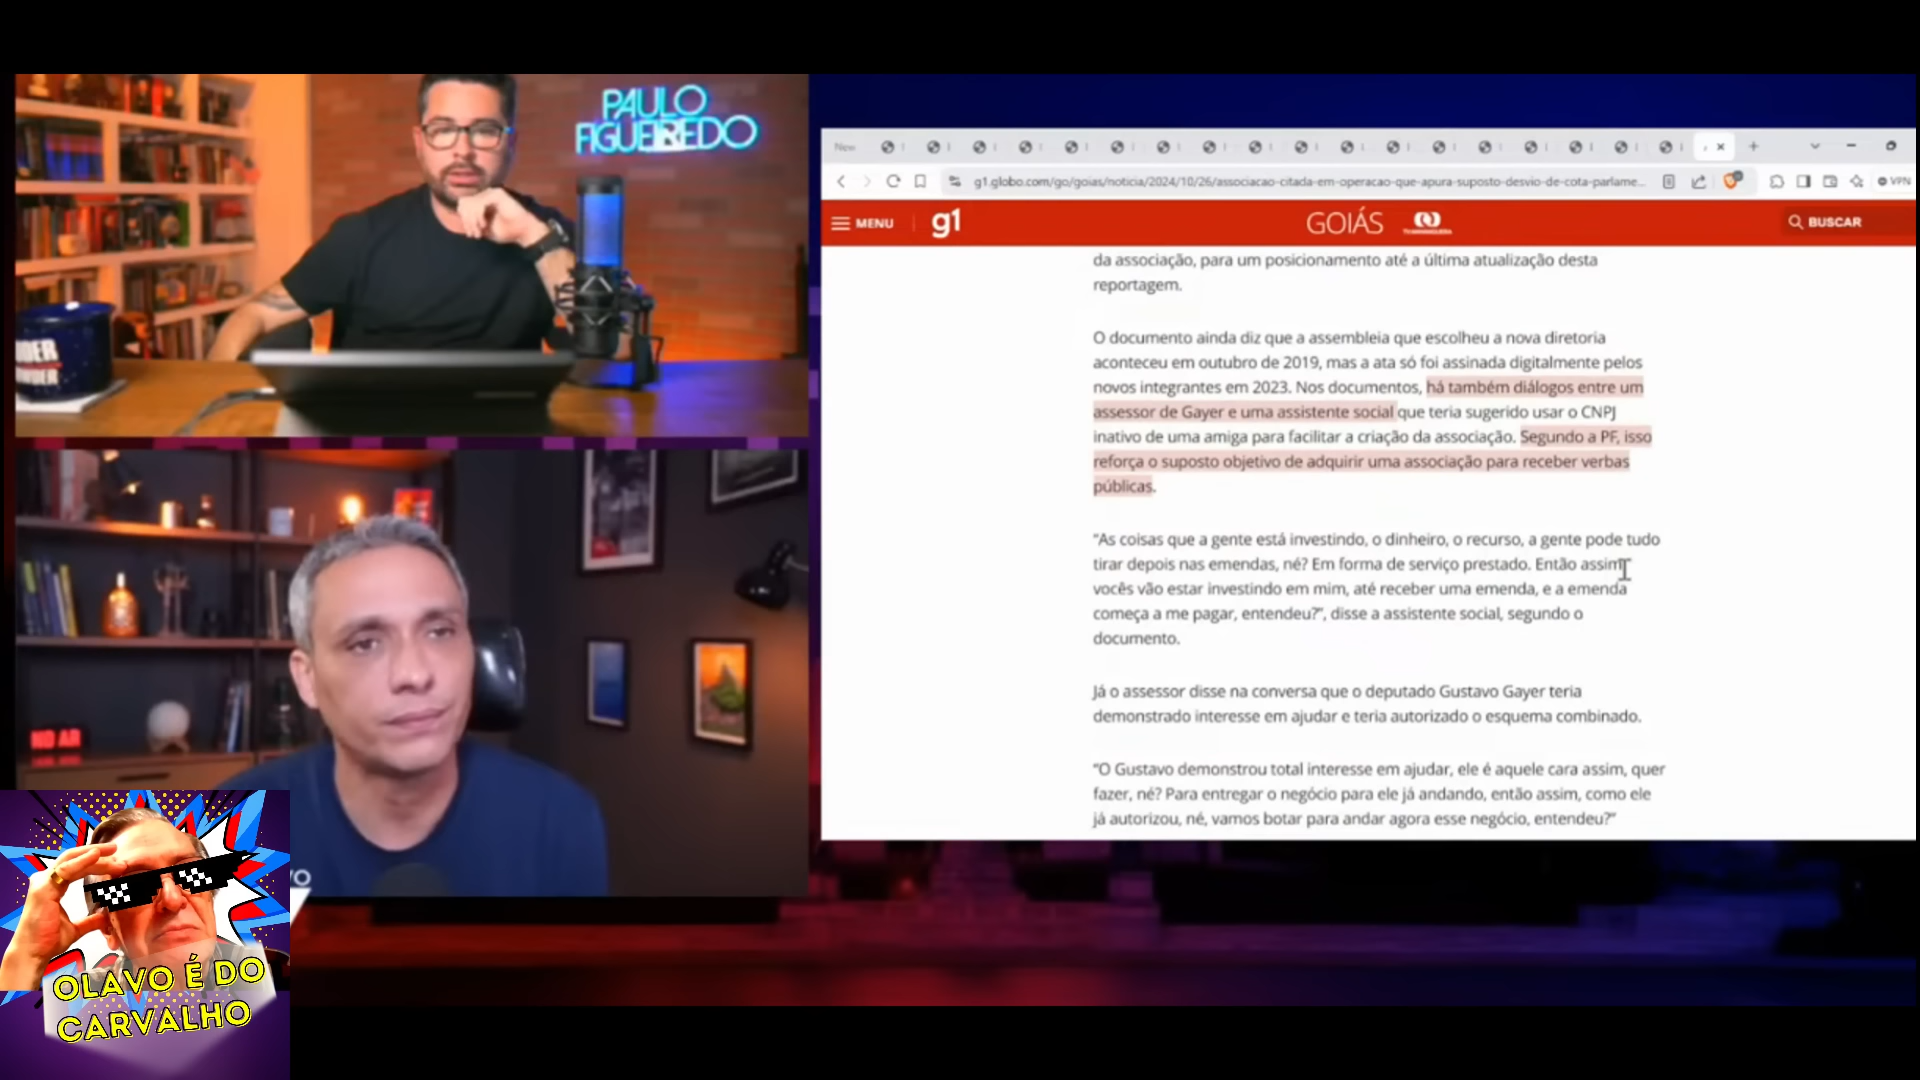 PAULO
FIGUEIREDO
New
g1.globo.com/go/goias/noticia/2024/10/26/associacao-citada-em-operacao-que-apura-suposto-desvio-de-cota-parlame...
VPN
MENU
g1
GOIÁS
BUSCAR
da associação, para um posicionamento até a última atualização desta
reportagem.
O documento ainda diz que a assembleia que escolheu a nova diretoria
aconteceu em outubro de 2019, mas a ata só foi assinada digitalmente pelos
novos integrantes em 2023. Nos documentos, há também diálogos entre um
assessor de Gayer e uma assistente social que teria sugerido usar o CNPJ
inativo de uma amiga para facilitar a criação da associação. Segundo a PF, isso
reforça o suposto objetivo de adquirir uma associação para receber verbas
públicas.
“As coisas que a gente está investindo, o dinheiro, o recurso, a gente pode tudo
tirar depois nas emendas, né? Em forma de serviço prestado. Então assim
vocês vão estar investindo em mim, até receber uma emenda, e a emenda
começa a me pagar, entendeu?”, disse a assistente social, segundo o
documento.
Já o assessor disse na conversa que o deputado Gustavo Gayer teria
demonstrado interesse em ajudar e teria autorizado o esquema combinado.
“O Gustavo demonstrou total interesse em ajudar, ele é aquele cara assim, quer
fazer, né? Para entregar o negócio para ele já andando, então assim, como ele
já autorizou, né, vamos botar para andar agora esse negócio, entendeu?”
NO AR
OLAVO É DO
CARVALHO